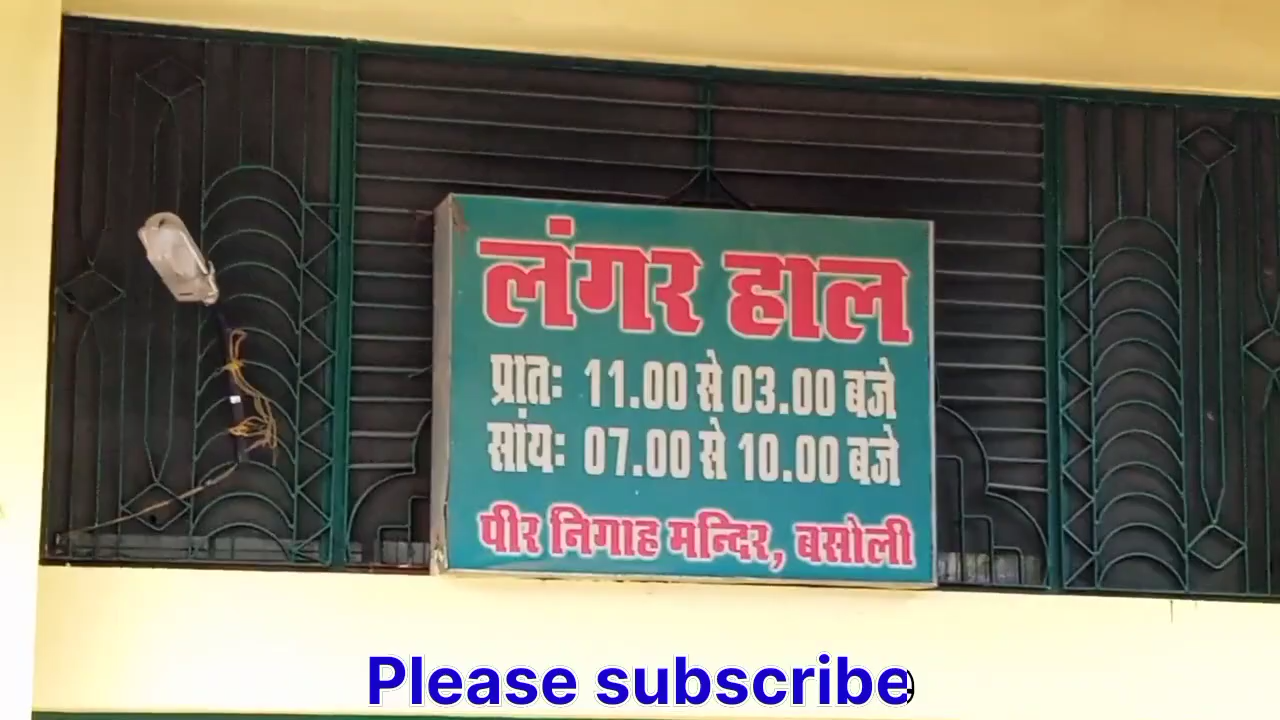 लंगर हाल
प्रातः 11.00 से 03.00 बजे
सांयः 07.00 से 10.00 बजे
पीर निगाह मन्दिर, बसोली
Please subscribe